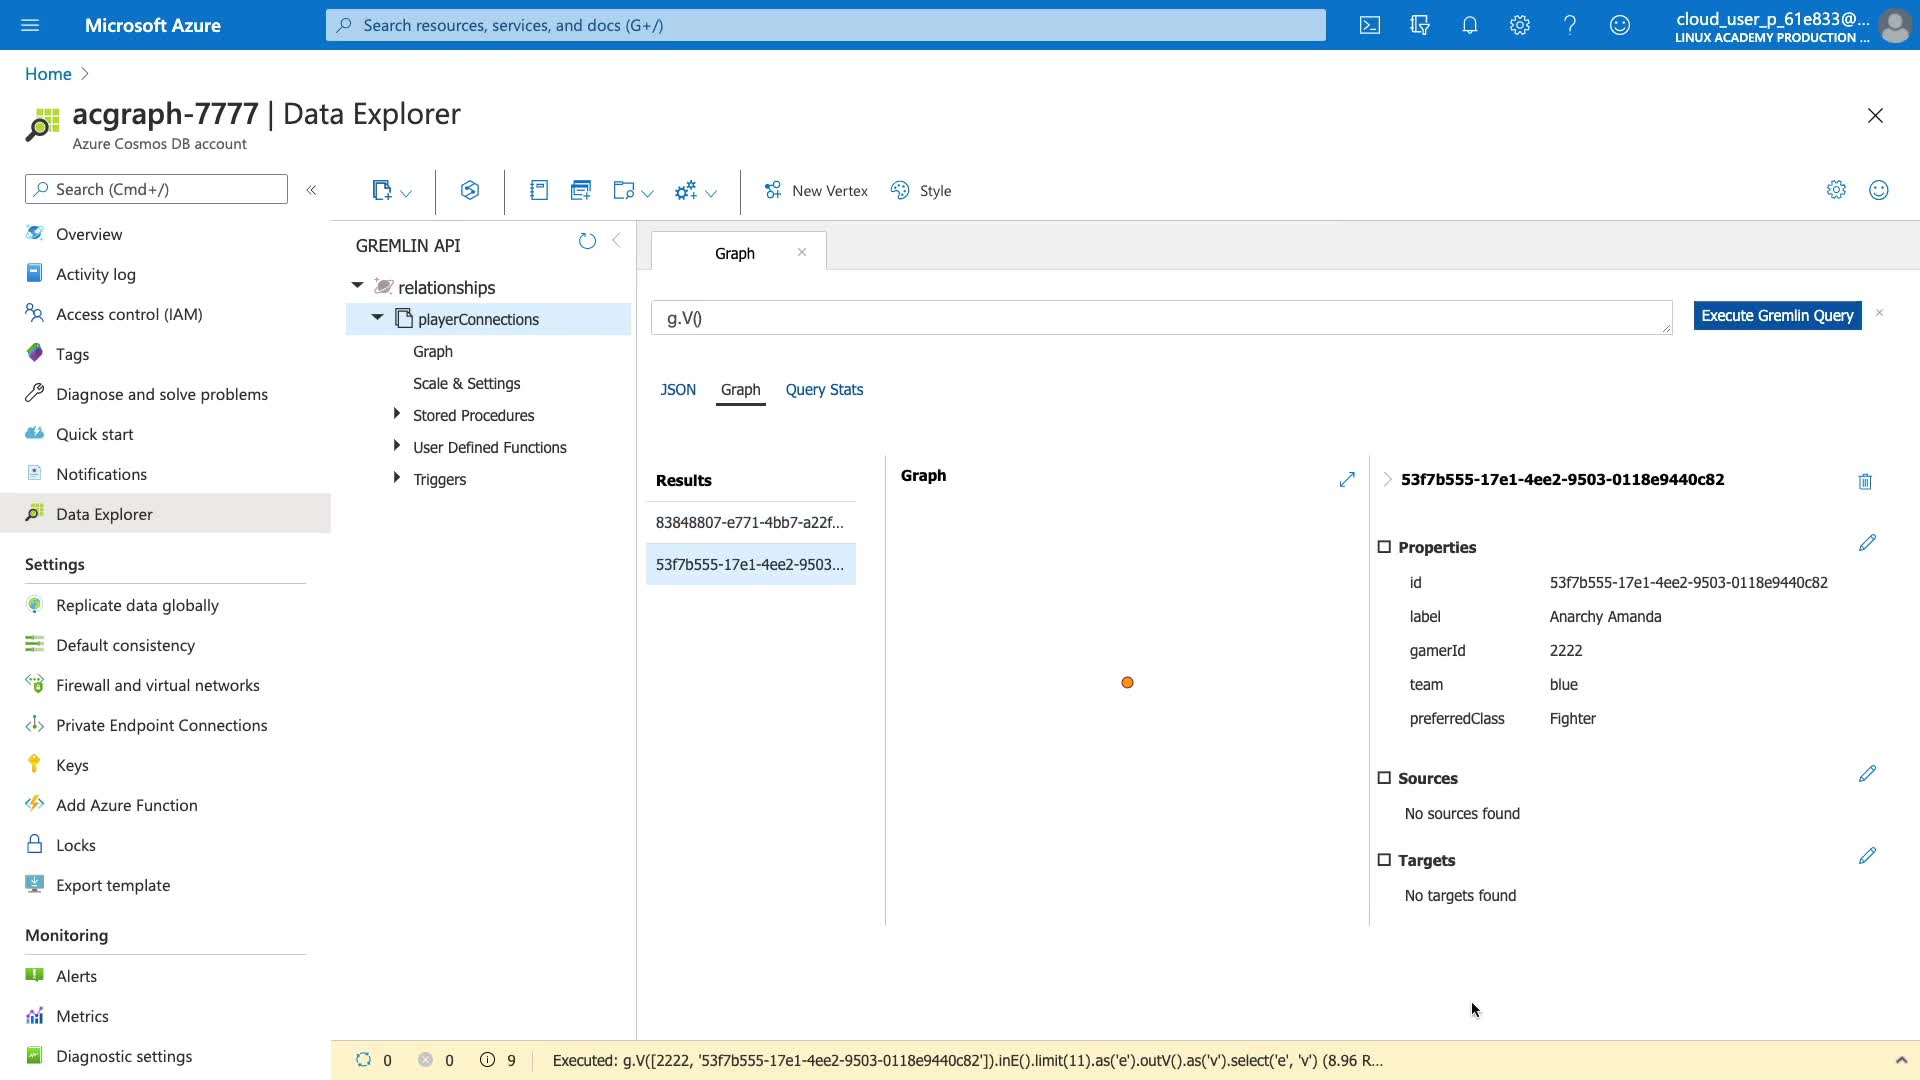 Microsoft Azure
Search resources, services, and docs (G+/)
cloud_user_p_61e833@...
LINUX ACADEMY PRODUCTION ...
Home
acgraph-7777 | Data Explorer
Azure Cosmos DB account
Search (Cmd+/)
«
New Vertex
Style
Overview
Activity log
Access control (IAM)
Tags
Diagnose and solve problems
Quick start
Notifications
Data Explorer
Settings
Replicate data globally
Default consistency
Firewall and virtual networks
Private Endpoint Connections
Keys
Add Azure Function
Locks
Export template
Monitoring
Alerts
Metrics
Diagnostic settings
GREMLIN API
relationships
playerConnections
Graph
Scale & Settings
Stored Procedures
User Defined Functions
Triggers
Graph
g.V()
Execute Gremlin Query
JSON
Graph
Query Stats
Results
83848807-e771-4bb7-a22f...
53f7b555-17e1-4ee2-9503...
Graph
53f7b555-17e1-4ee2-9503-0118e9440c82
Properties
id 53f7b555-17e1-4ee2-9503-0118e9440c82
label Anarchy Amanda
gamerId 2222
team blue
preferredClass Fighter
Sources
No sources found
Targets
No targets found
0 0 9 Executed: g.V([2222, '53f7b555-17e1-4ee2-9503-0118e9440c82']).inE().limit(11).as('e').outV().as('v').select('e', 'v') (8.96 R...